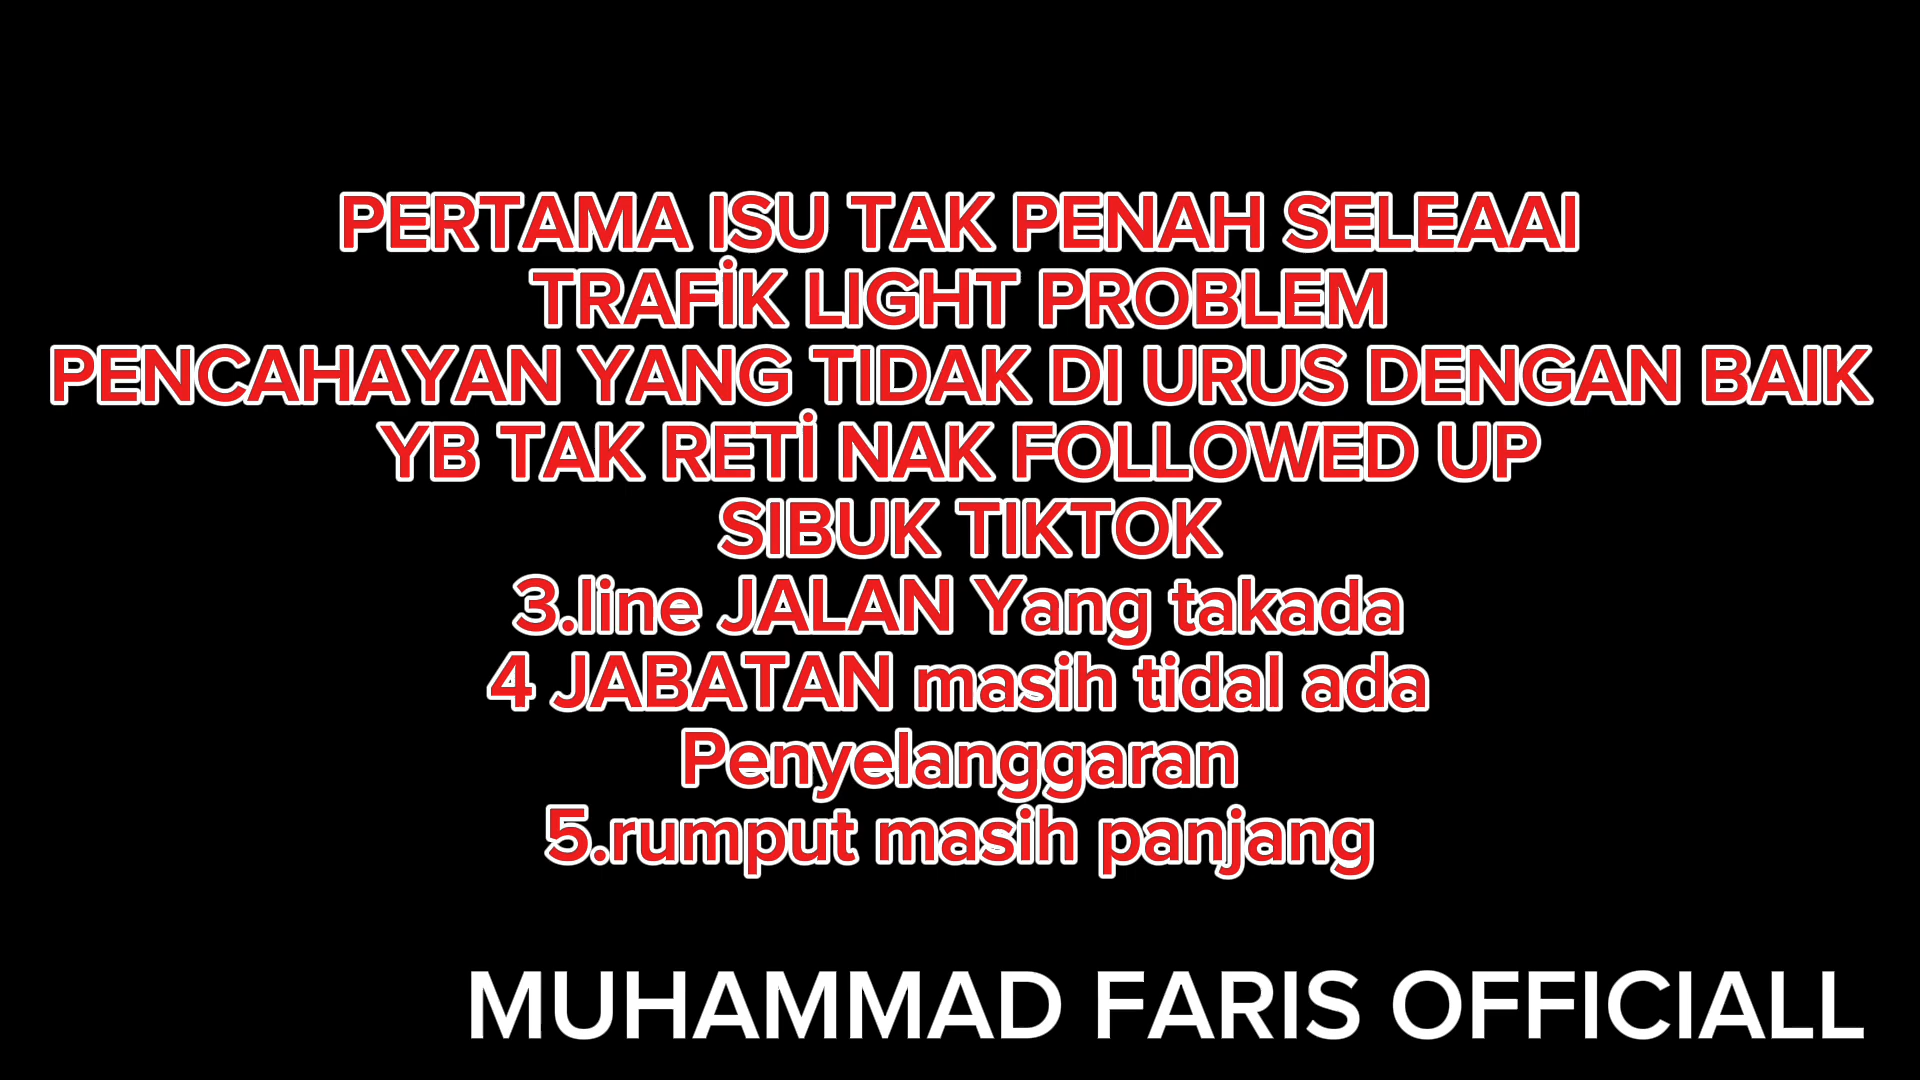 PERTAMA ISU TAK PENAH SELEAAI
TRAFİK LIGHT PROBLEM
PENCAHAYAN YANG TIDAK DI URUS DENGAN BAIK
YB TAK RETİ NAK FOLLOWED UP
SIBUK TIKTOK
3.line JALAN Yang takada
4 JABATAN masih tidal ada
Penyelanggaran
5.rumput masih panjang
MUHAMMAD FARIS OFFICIALL